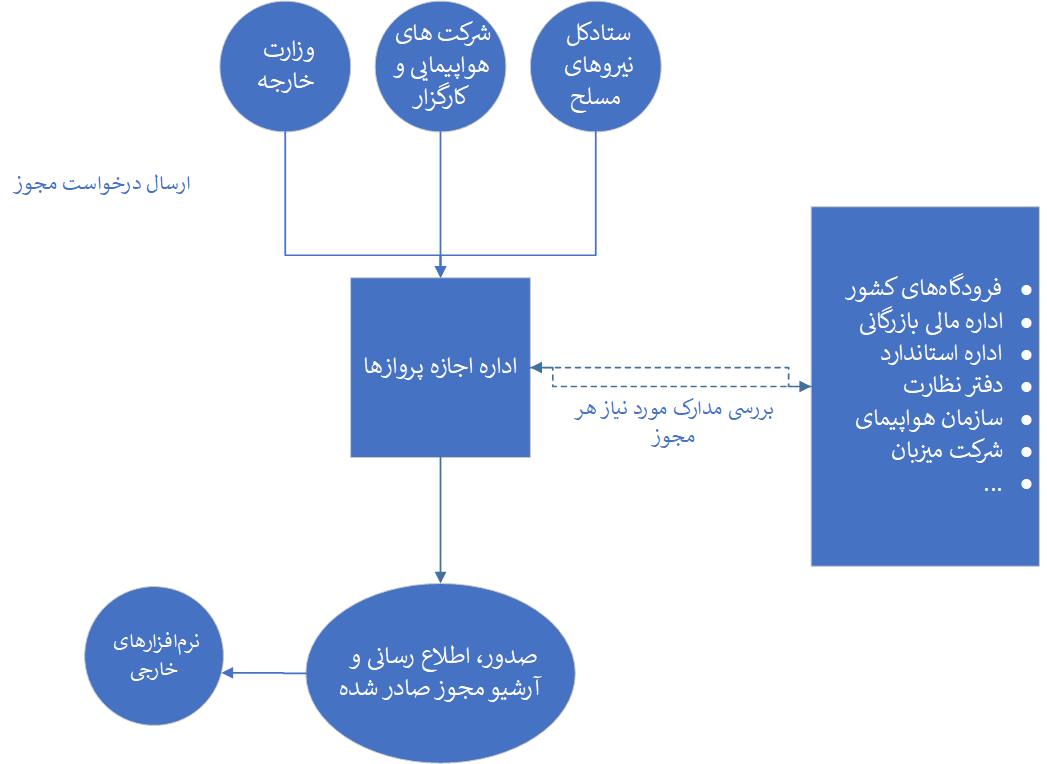 ستادکل
نیروهای
مسلح
شرکت های
هواپیمایی و
کارگزار
وزارت
خارجه
ارسال درخواست مجوز
اداره اجازه پروازها
بررسی مدارک مورد نیاز هر
مجوز
• فرودگاه‌های کشور
• اداره مالی بازرگانی
• اداره استاندارد
• دفتر نظارت
• سازمان هواپیمای
• شرکت میزبان
• ...
صدور، اطلاع رسانی و
آرشیو مجوز صادر شده
نرم‌افزارهای
خارجی